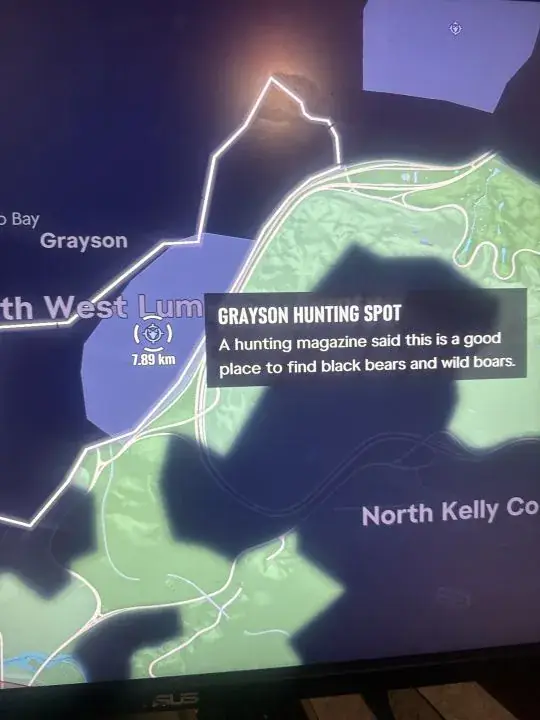 o Bay
Grayson
th West Lum
7.89 km
GRAYSON HUNTING SPOT
A hunting magazine said this is a good
place to find black bears and wild boars.
North Kelly Co
ASUS